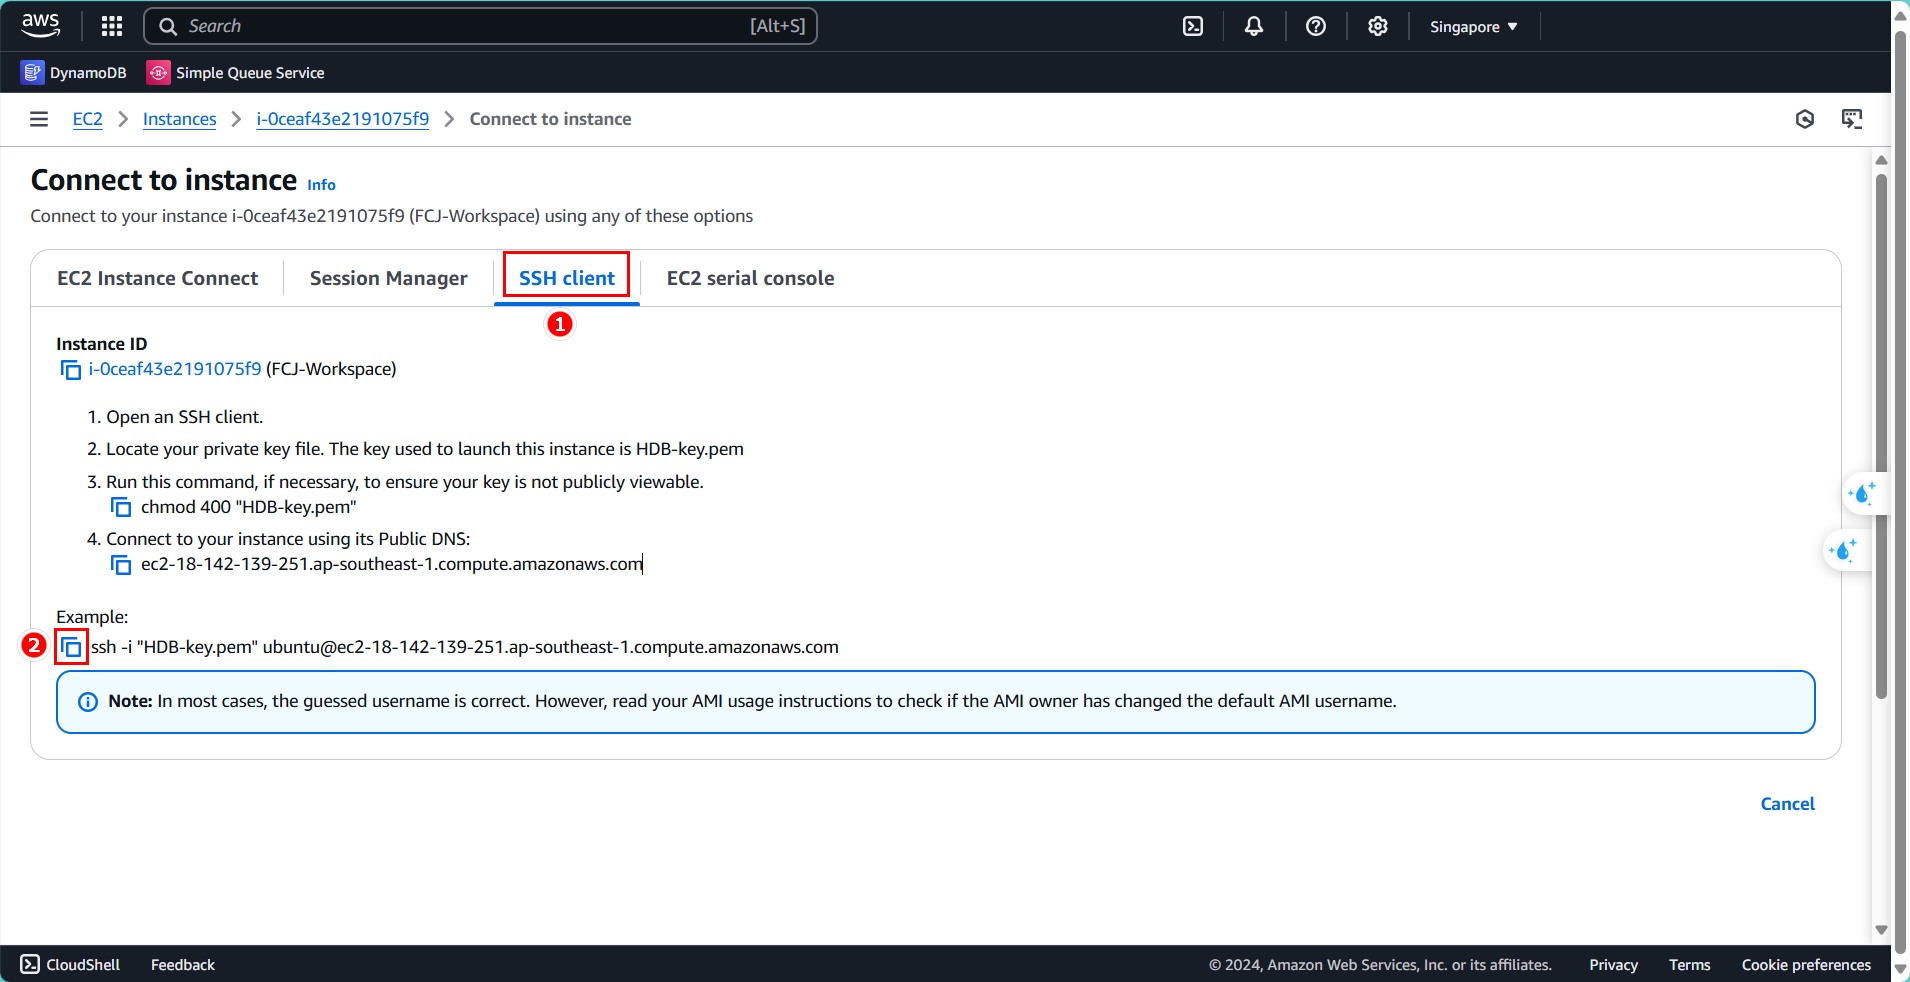 aws
Search [Alt+S]
Singapore
DynamoDB Simple Queue Service
EC2 Instances i-0ceaf43e2191075f9 Connect to instance
Connect to instance Info
Connect to your instance i-0ceaf43e2191075f9 (FCJ-Workspace) using any of these options
EC2 Instance Connect Session Manager SSH client EC2 serial console
1
Instance ID
i-0ceaf43e2191075f9 (FCJ-Workspace)
1. Open an SSH client.
2. Locate your private key file. The key used to launch this instance is HDB-key.pem
3. Run this command, if necessary, to ensure your key is not publicly viewable.
chmod 400 "HDB-key.pem"
4. Connect to your instance using its Public DNS:
ec2-18-142-139-251.ap-southeast-1.compute.amazonaws.com
Example:
2 ssh -i "HDB-key.pem" ubuntu@ec2-18-142-139-251.ap-southeast-1.compute.amazonaws.com
Note: In most cases, the guessed username is correct. However, read your AMI usage instructions to check if the AMI owner has changed the default AMI username.
Cancel
CloudShell Feedback © 2024, Amazon Web Services, Inc. or its affiliates. Privacy Terms Cookie preferences